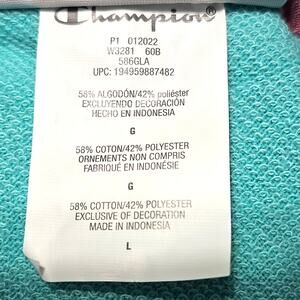 Champion
P1 012022
W3281 60B
586GLA
UPC: 194959887482
58% ALGODÓN/42% poliéster
EXCLUYENDO DECORACIÓN
HECHO EN INDONESIA
G
58% COTON/42% POLYESTER
ORNEMENTS NON COMPRIS
FABRIQUÉ EN INDONÉSIE
G
58% COTTON/42% POLYESTER
EXCLUSIVE OF DECORATION
MADE IN INDONESIA
L